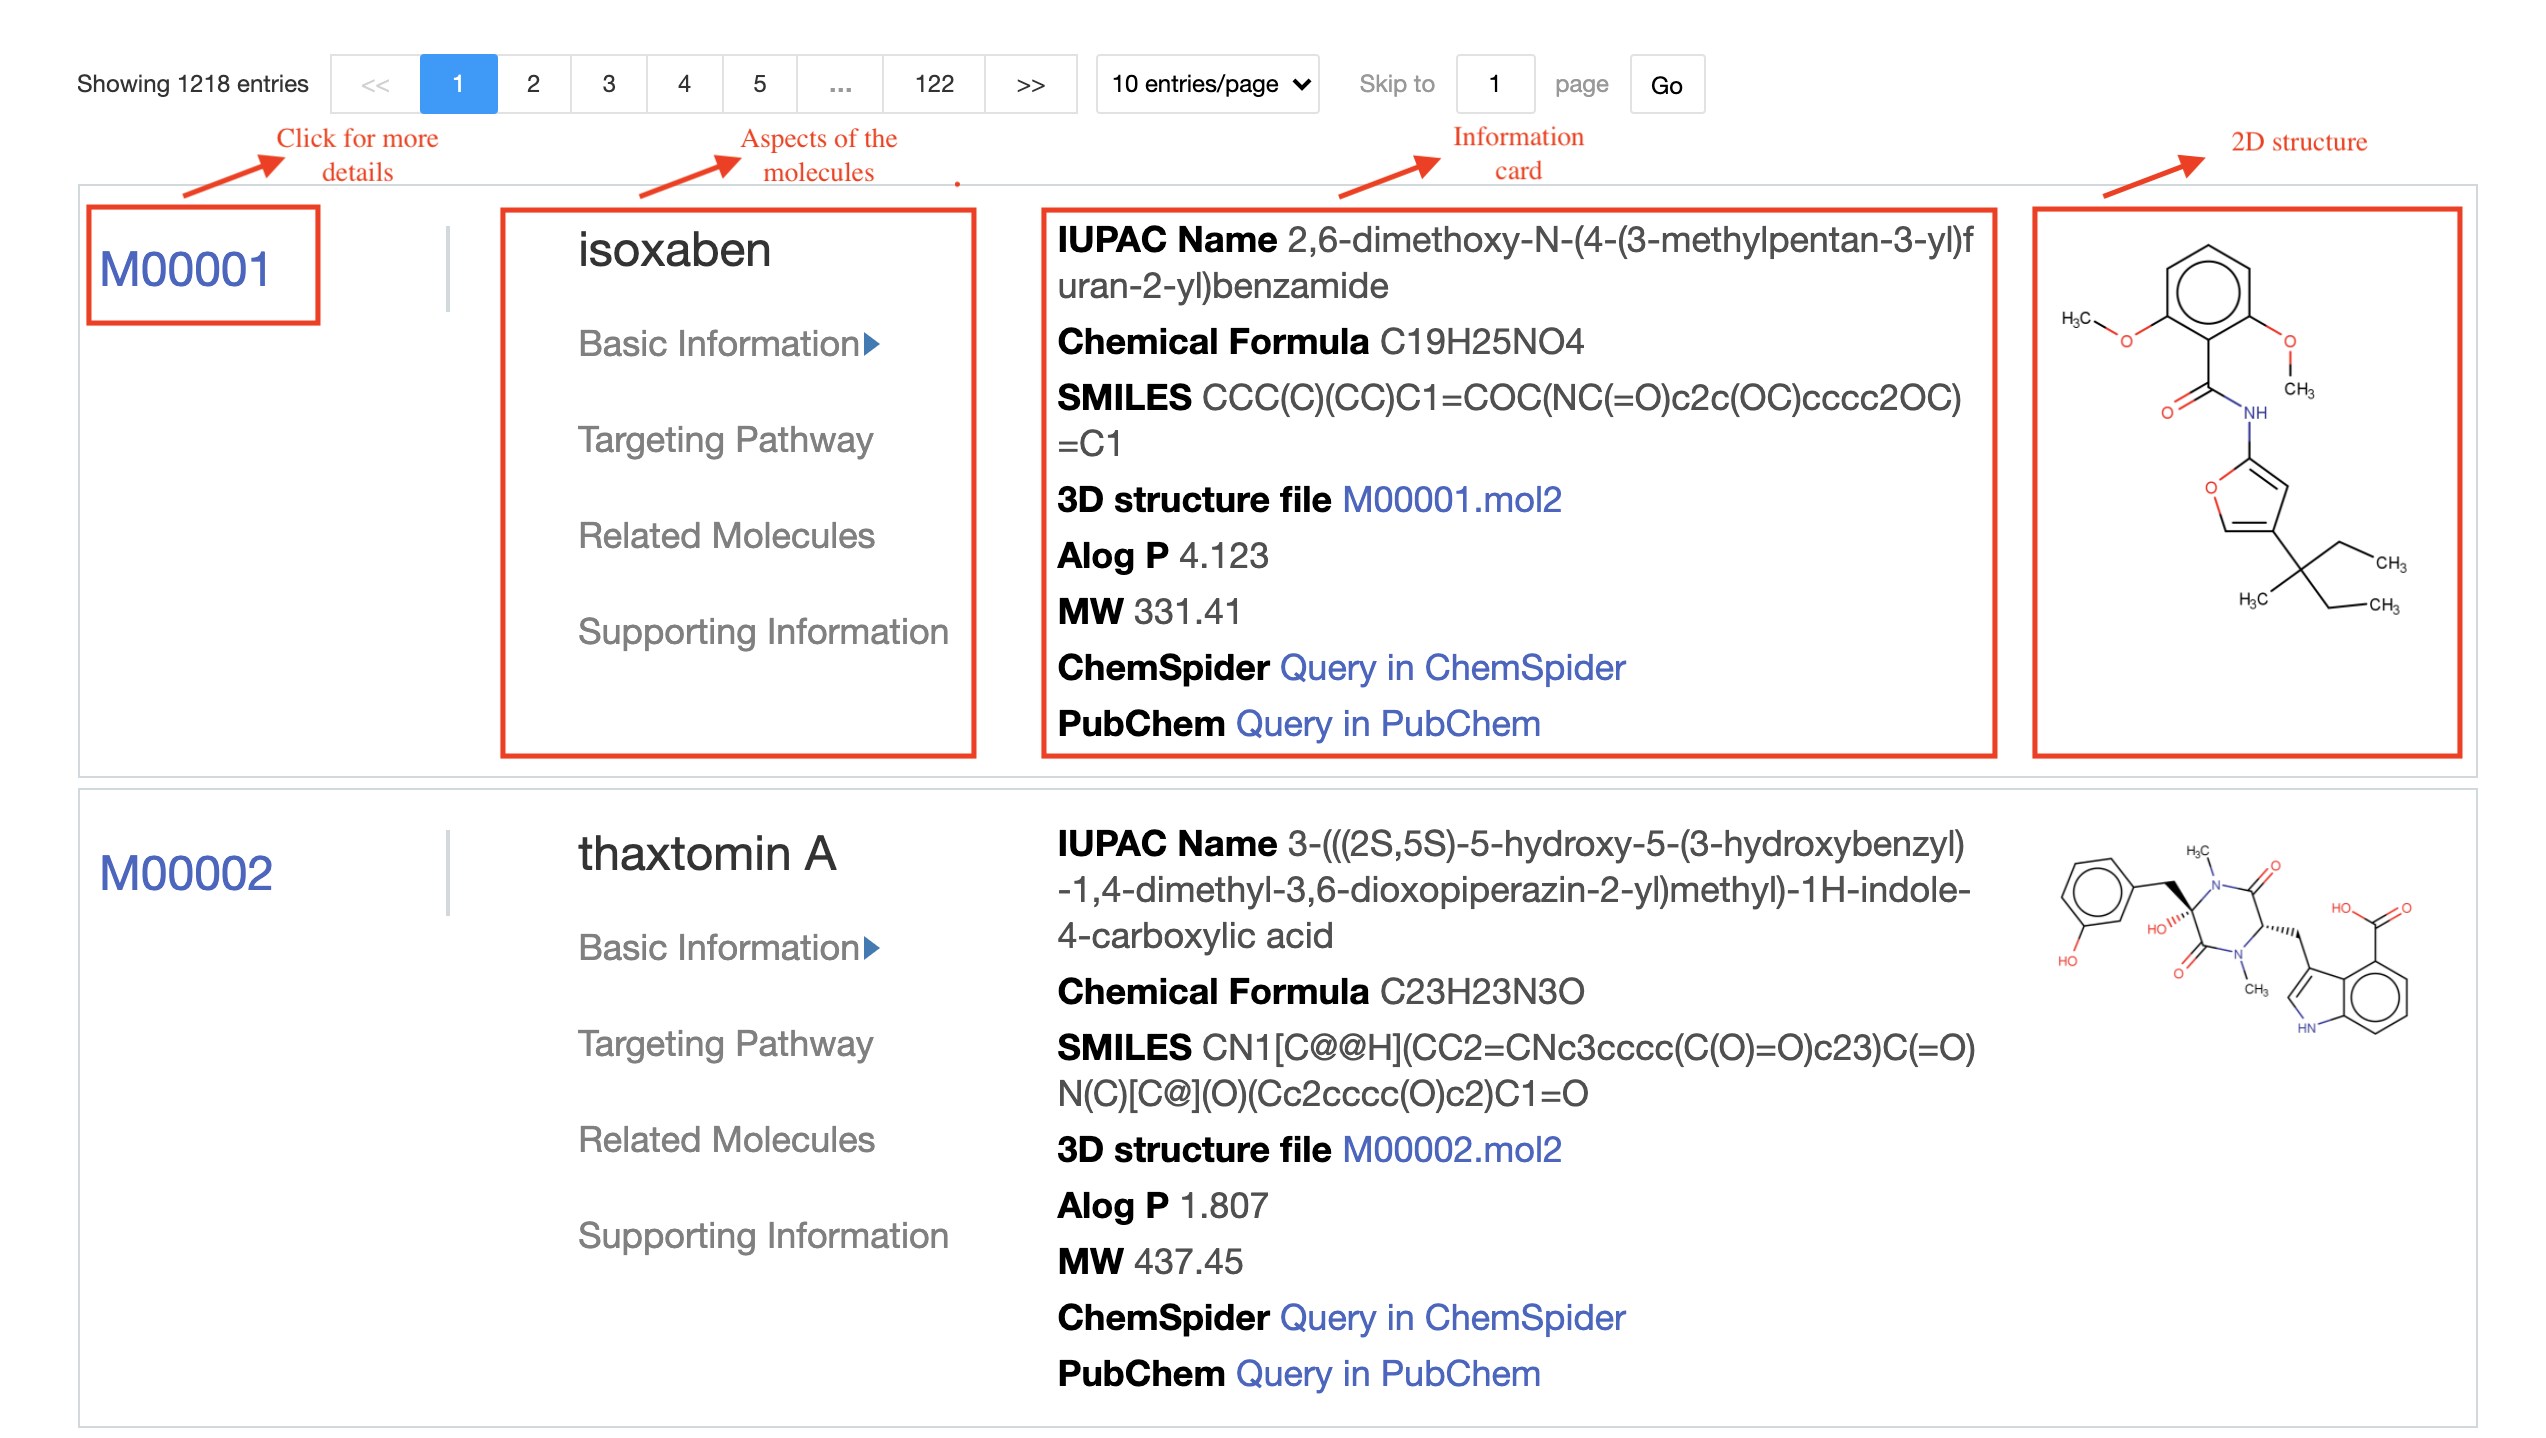 Showing 1218 entries << 1 2 3 4 5 ... 122 >> 10 entries/page Skip to 1 page Go
Click for more
details
Aspects of the
molecules
Information
card
2D structure
M00001
isoxaben
Basic Information
Targeting Pathway
Related Molecules
Supporting Information
IUPAC Name 2,6-dimethoxy-N-(4-(3-methylpentan-3-yl)f
uran-2-yl)benzamide
Chemical Formula C19H25NO4
SMILES CCC(C)(CC)C1=COC(NC(=O)c2c(OC)cccc2OC)
=C1
3D structure file M00001.mol2
Alog P 4.123
MW 331.41
ChemSpider Query in ChemSpider
PubChem Query in PubChem
H3C
O
O
CH3
O
NH
O
CH3
H3C
CH3
M00002
thaxtomin A
Basic Information
Targeting Pathway
Related Molecules
Supporting Information
IUPAC Name 3-(((2S,5S)-5-hydroxy-5-(3-hydroxybenzyl)
-1,4-dimethyl-3,6-dioxopiperazin-2-yl)methyl)-1H-indole-
4-carboxylic acid
Chemical Formula C23H23N3O
SMILES CN1[C@@H](CC2=CNc3cccc(C(O)=O)c23)C(=O)
N(C)[C@](O)(Cc2cccc(O)c2)C1=O
3D structure file M00002.mol2
Alog P 1.807
MW 437.45
ChemSpider Query in ChemSpider
PubChem Query in PubChem
H3C
O
N
HO
O
HO
N
HO
O
CH3
HN